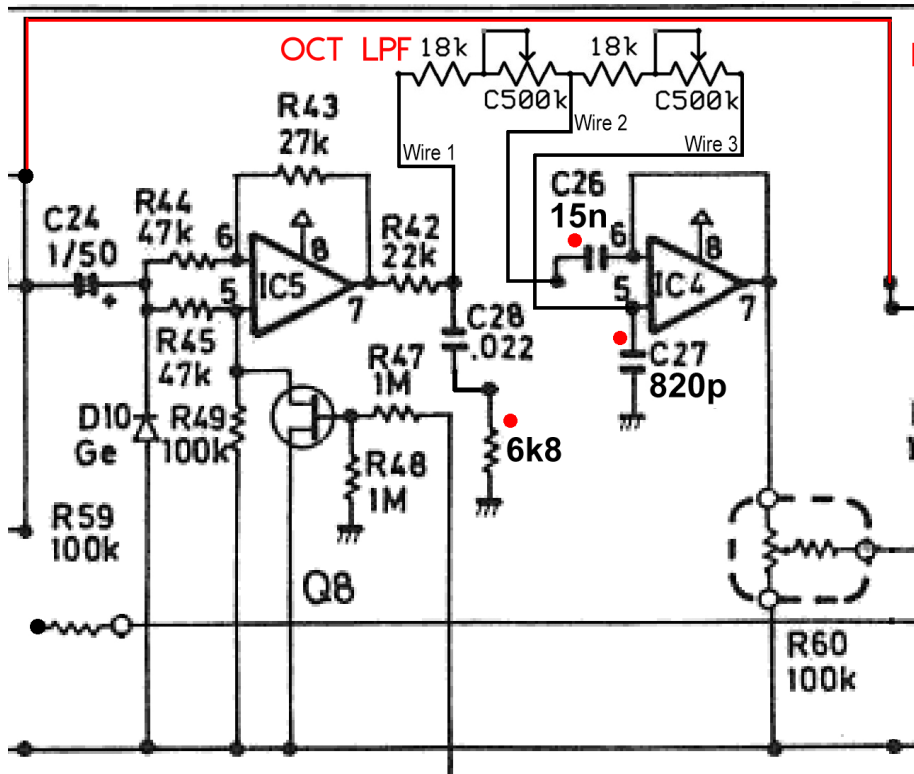 OCT LPF 18k 18k
C500k C500k
Wire 1
Wire 2
Wire 3
R43
27k
C24
1/50
+
R44
47k
6
8
IC5
5
7
R42
22k
C26
15n
6
8
IC4
5
7
R45
47k
C28
.022
C27
820p
R47
1M
D10
Ge
R49
100k
R48
1M
6k8
R59
100k
Q8
R60
100k